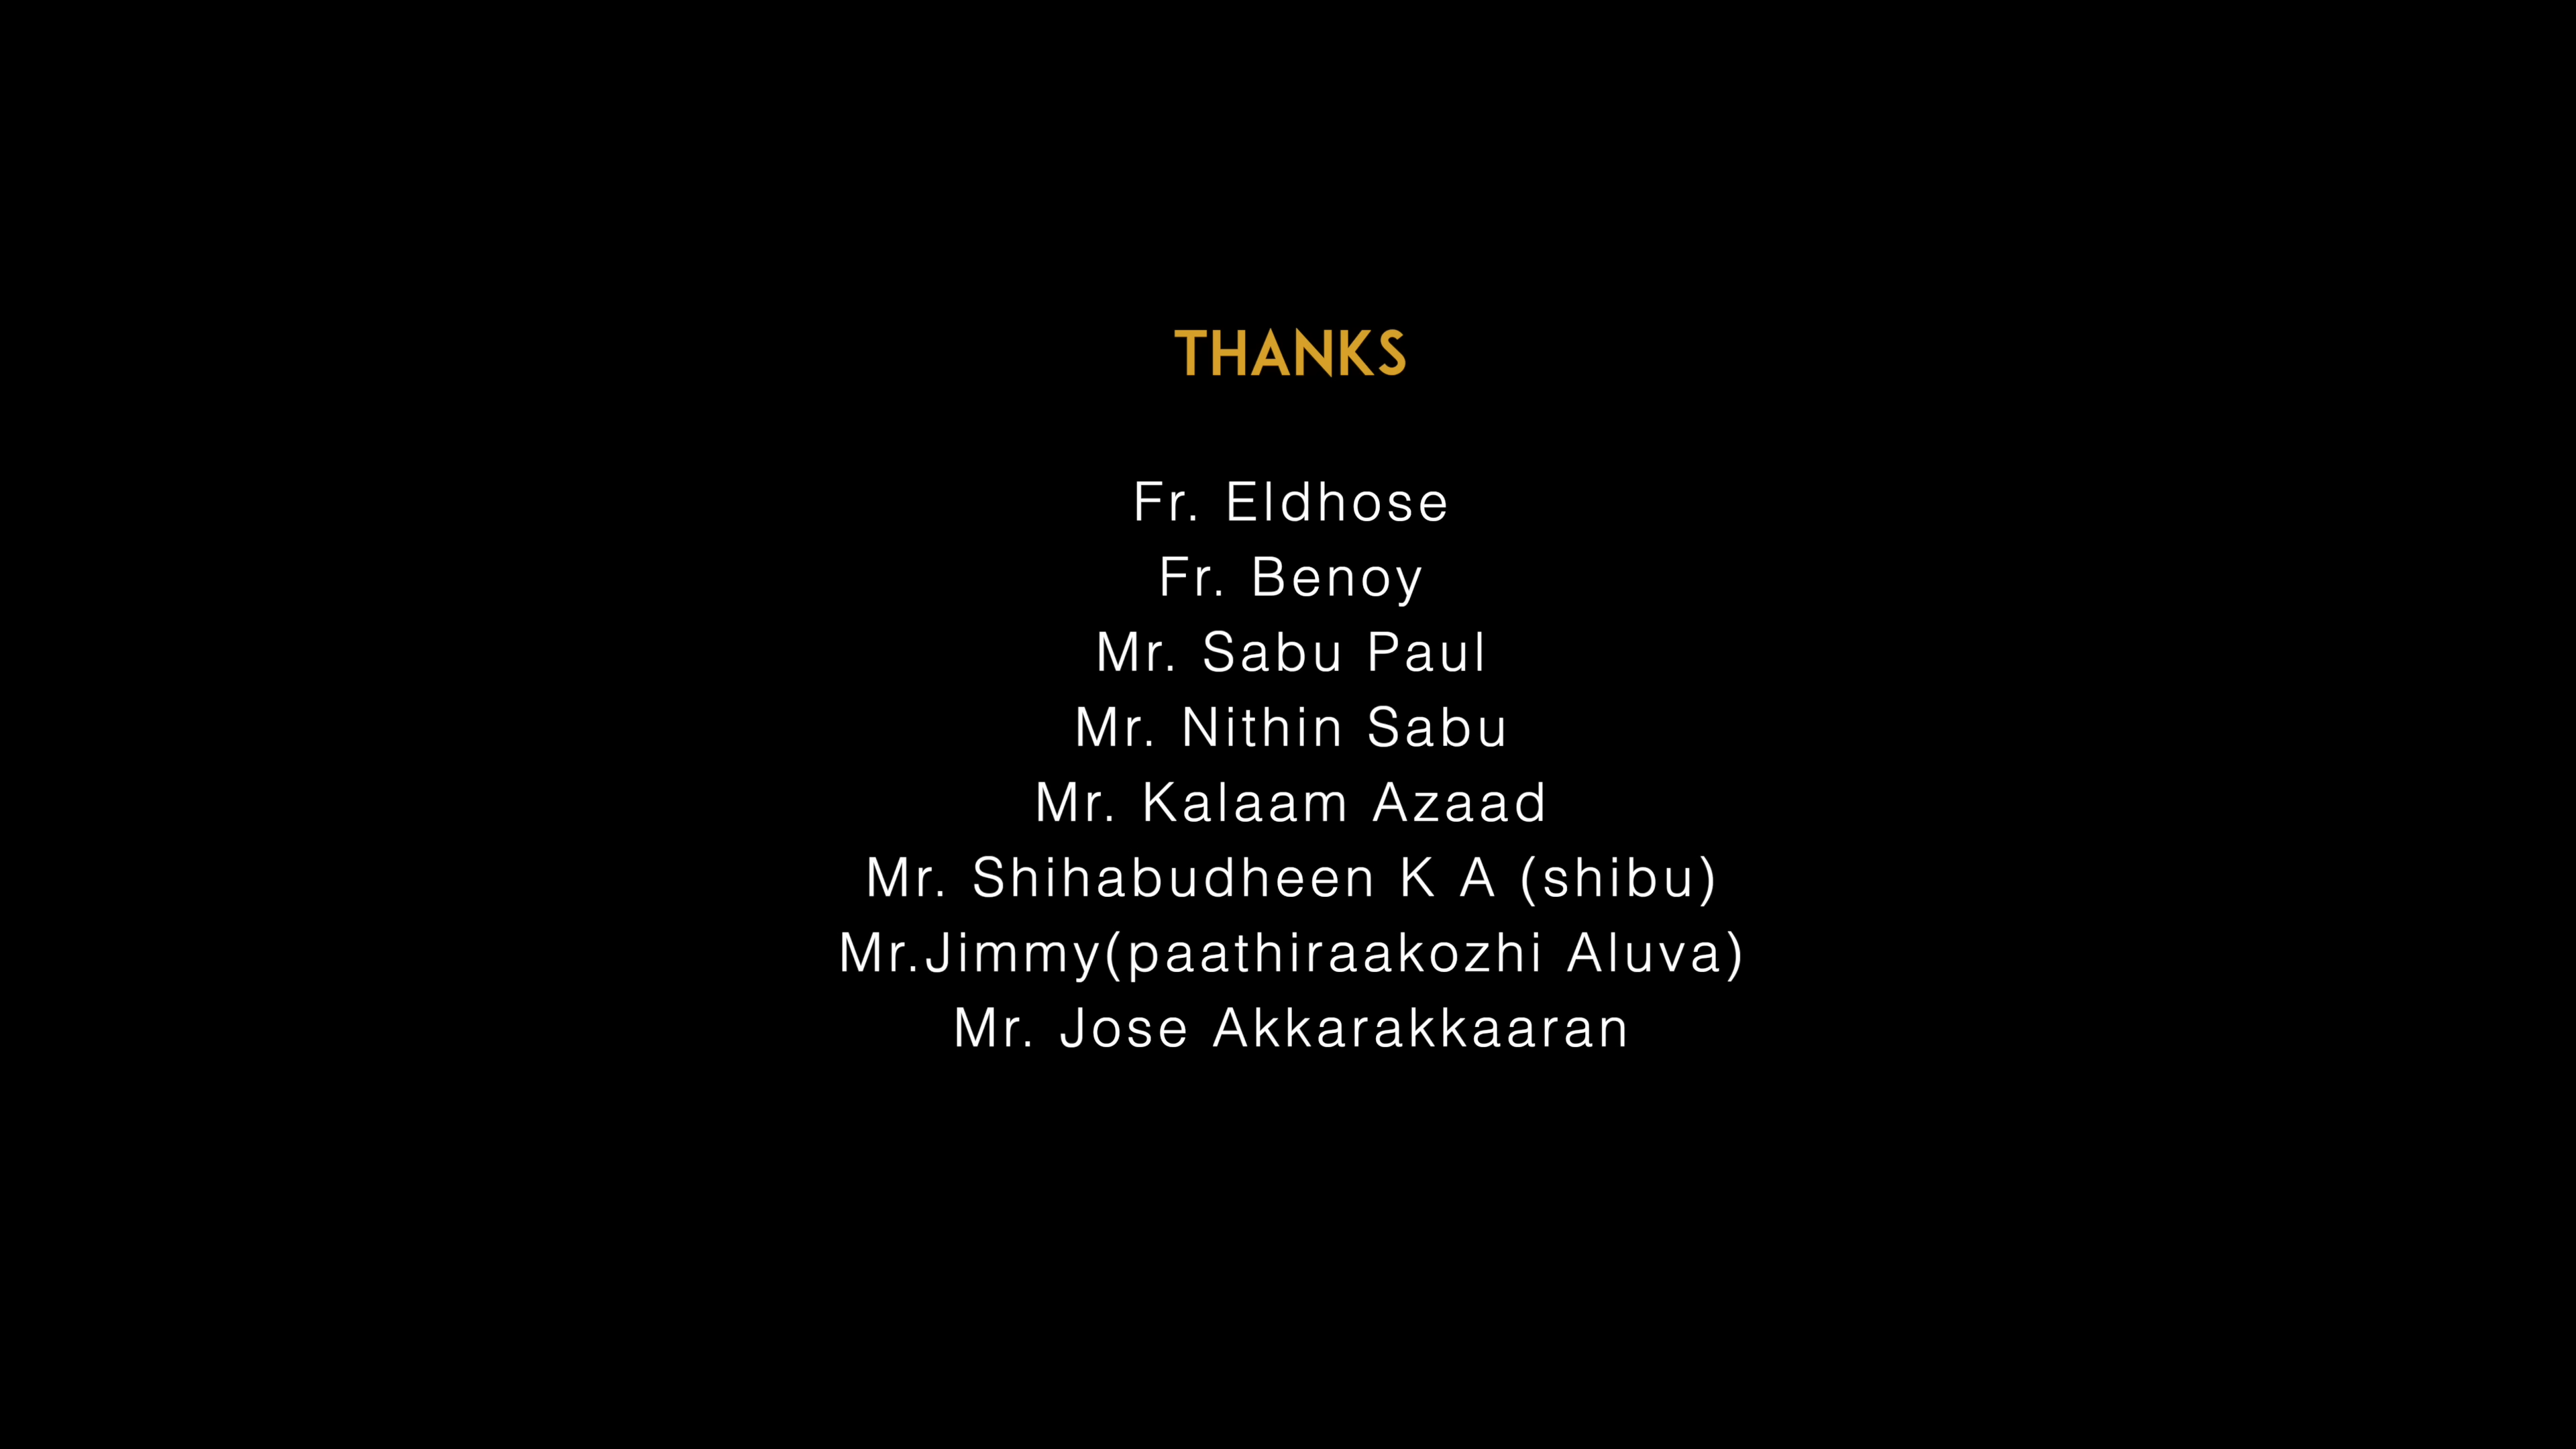 THANKS
Fr. Eldhose
Fr. Benoy
Mr. Sabu Paul
Mr. Nithin Sabu
Mr. Kalaam Azaad
Mr. Shihabudheen K A (shibu)
Mr.Jimmy(paathiraakozhi Aluva)
Mr. Jose Akkarakkaaran